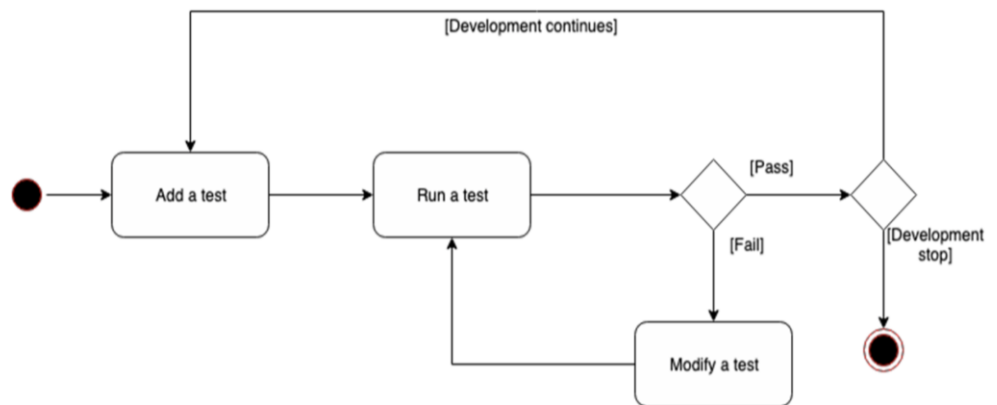 [Development continues]
Add a test
Run a test
[Pass]
[Fail]
[Development
stop]
Modify a test